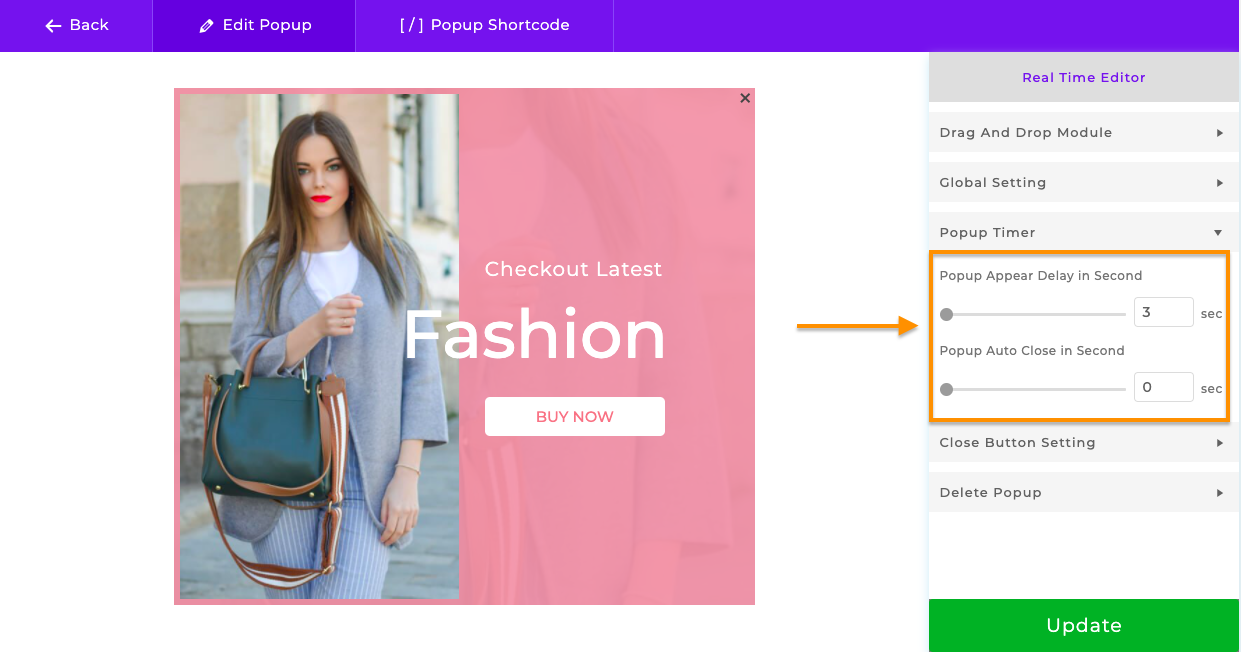 Back
Edit Popup
[ / ] Popup Shortcode
Checkout Latest
Fashion
BUY NOW
Real Time Editor
Drag And Drop Module
Global Setting
Popup Timer
Popup Appear Delay in Second
3 sec
Popup Auto Close in Second
0 sec
Close Button Setting
Delete Popup
Update